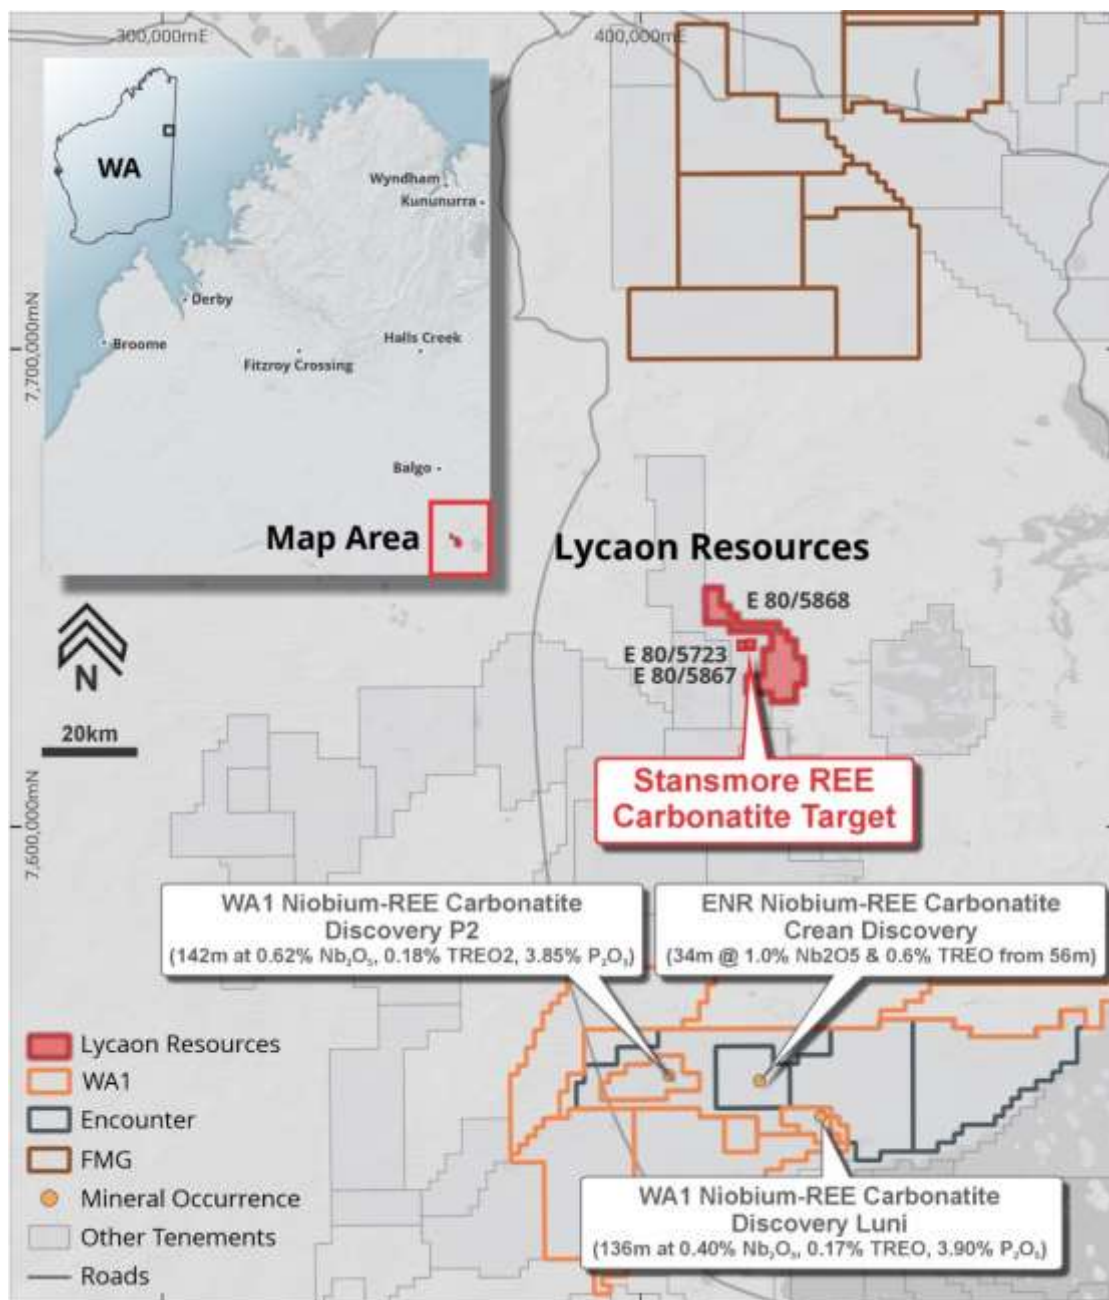 300,000mE
400,000mE
WA
Wyndham
Kununurra
Derby
Broome
Halls Creek
Fitzroy Crossing
7,700,000mN
Balgo
Map Area
Lycaon Resources
E 80/5868
E 80/5723
E 80/5867
N
20km
Stansmore REE
Carbonatite Target
7,600,000mN
WA1 Niobium-REE Carbonatite
Discovery P2
(142m at 0.62% Nb₂O₅, 0.18% TREO2, 3.85% P₂O₅)
ENR Niobium-REE Carbonatite
Crean Discovery
(34m @ 1.0% Nb2O5 & 0.6% TREO from 56m)
Lycaon Resources
WA1
Encounter
FMG
Mineral Occurrence
Other Tenements
Roads
WA1 Niobium-REE Carbonatite
Discovery Luni
(136m at 0.40% Nb₂O₅, 0.17% TREO, 3.90% P₂O₅)